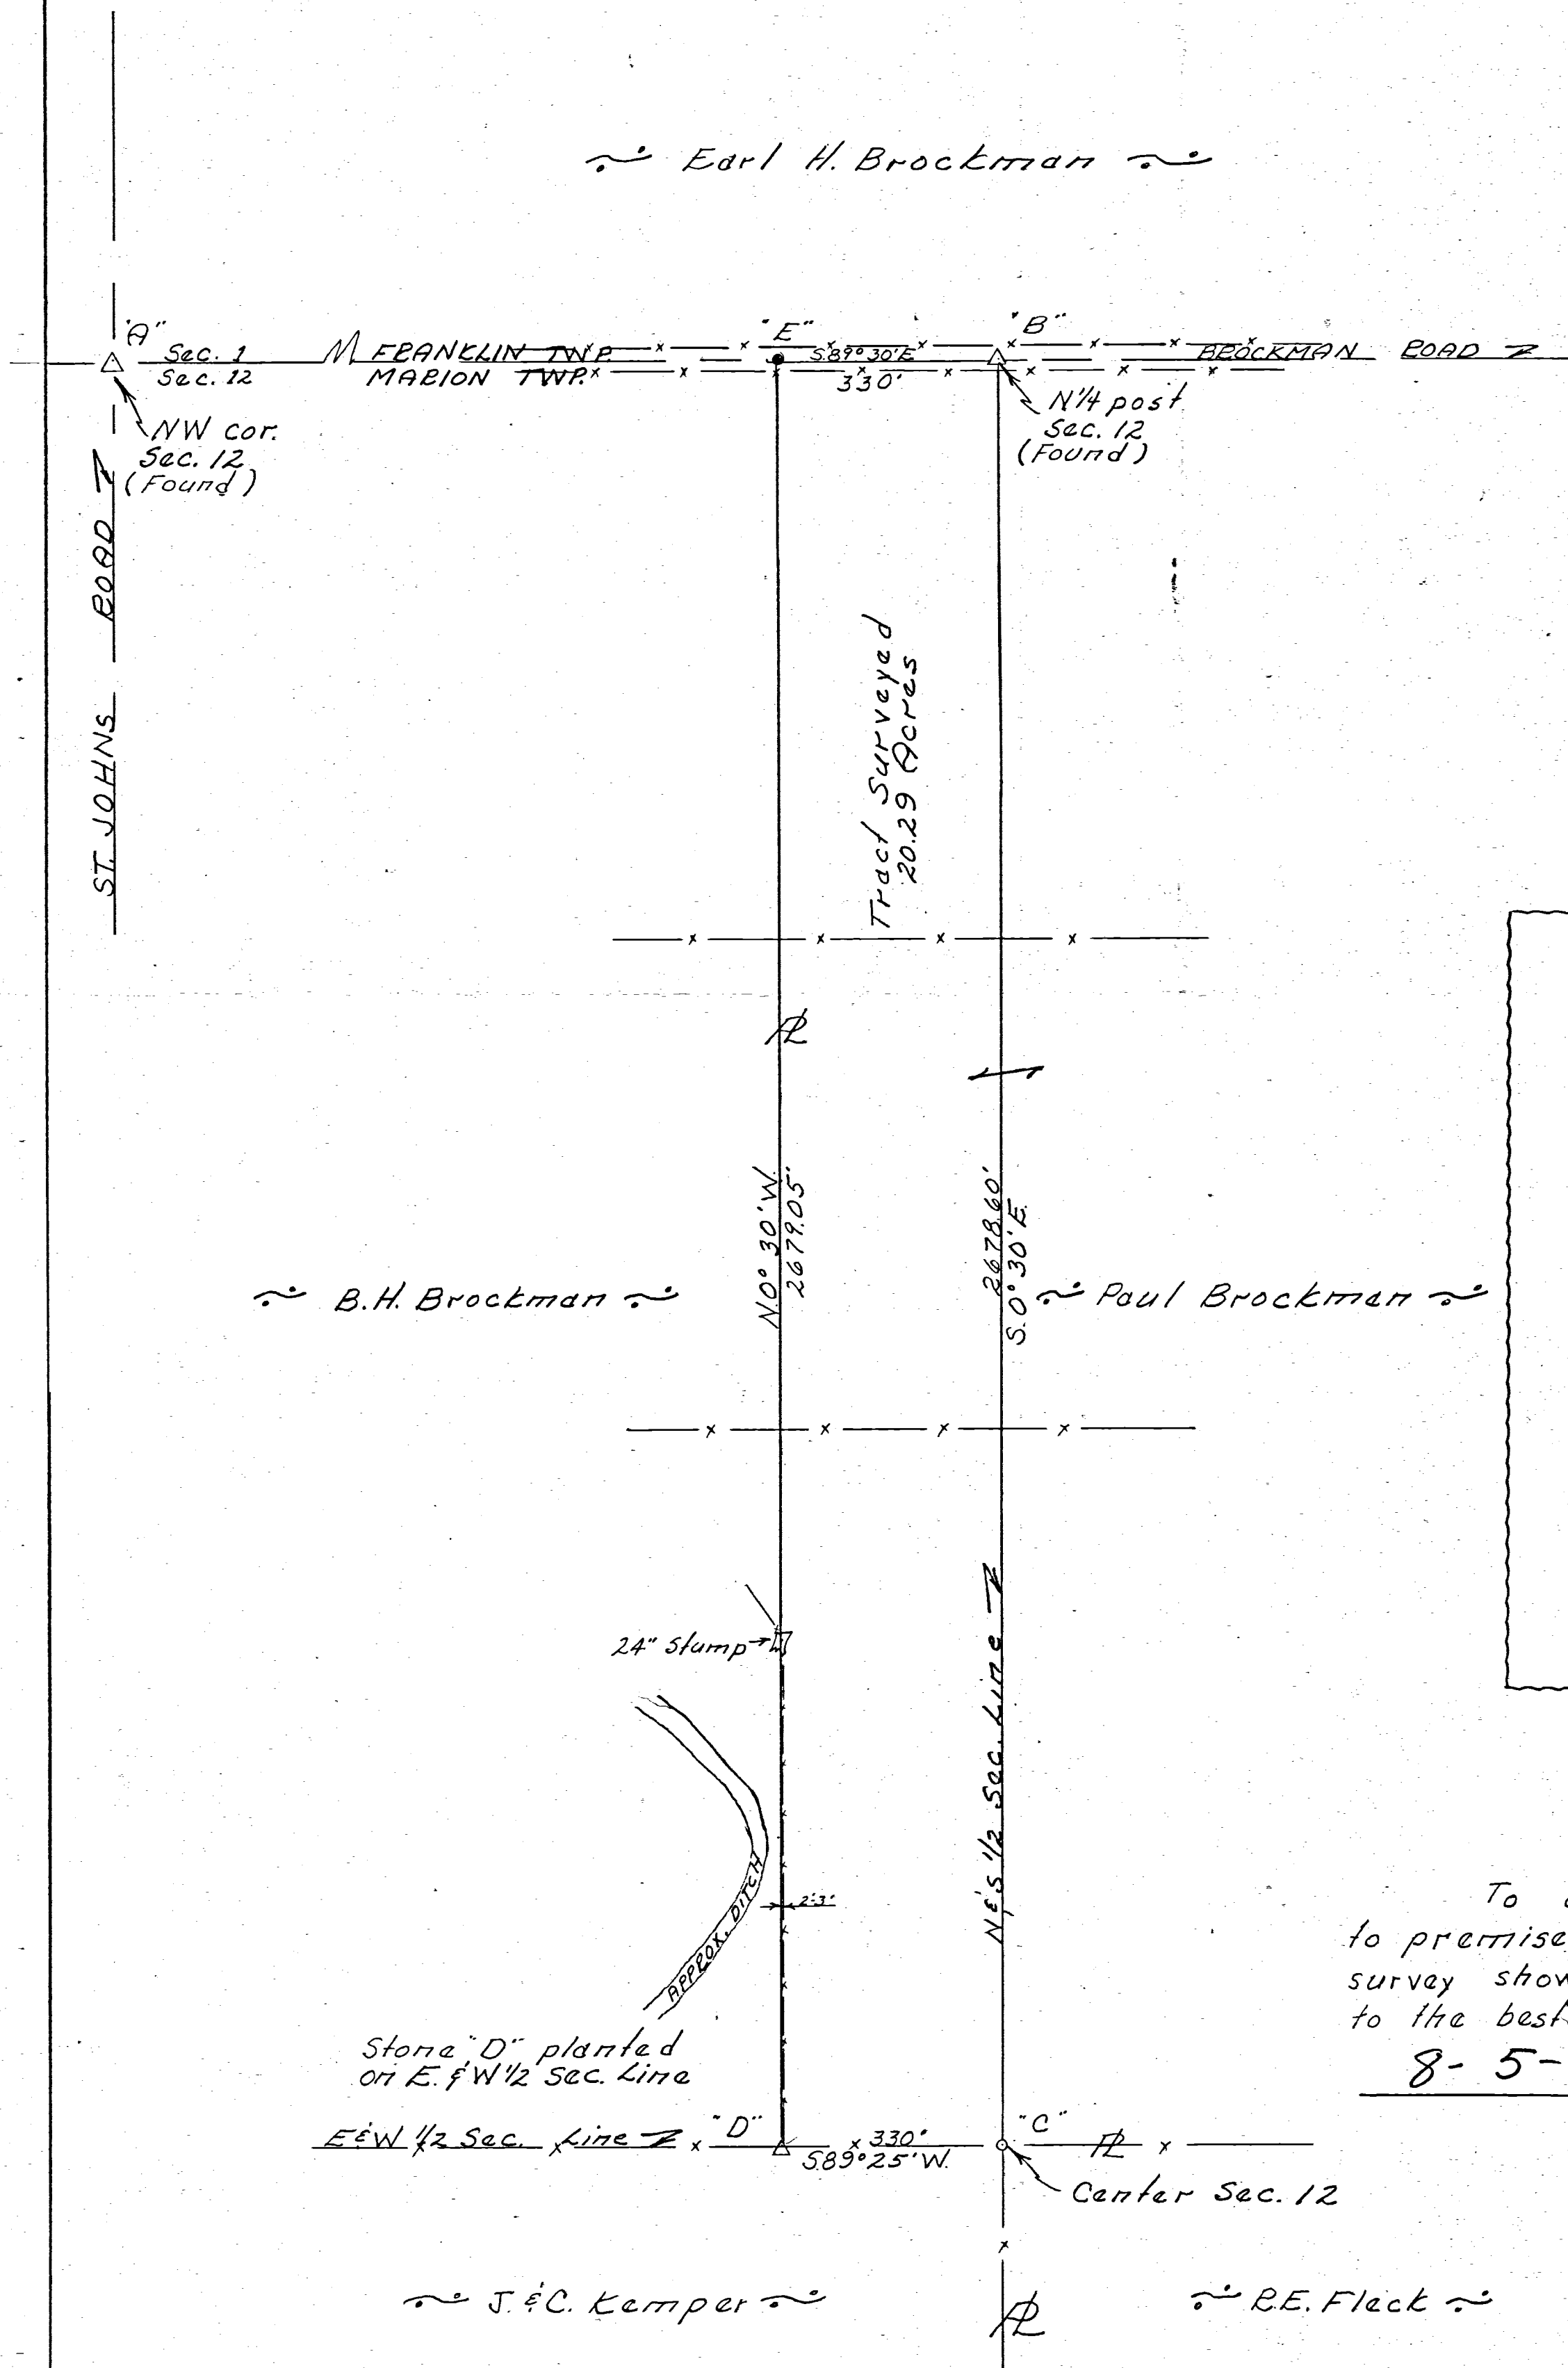 Earl H. Brockman
"A"
"E"
"B"
Sec. 1
Sec. 12
FRANKLIN TWP.
MARION TWP.
S89°30'E
330'
BROCKMAN ROAD
NW cor.
Sec. 12
(Found)
N1/4 post.
Sec. 12
(Found)
ST. JOHNS ROAD
Tract Surveyed
20.29 Acres
N.0° 30' W.
2679.05'
2678.60'
S.0° 30' E.
B.H. Brockman
Paul Brockman
24" Stump
N&S 1/2 Sec. Line
2'-3"
APPROX. DITCH
To
to premise
survey show
to the best
8- 5-
Stone "D" planted
on E. & W 1/2 Sec. Line
E&W 1/2 Sec. Line
"D"
330'
S89°25'W.
"C"
PL
Center Sec. 12
J. & C. Kemper
R.E. Fleck